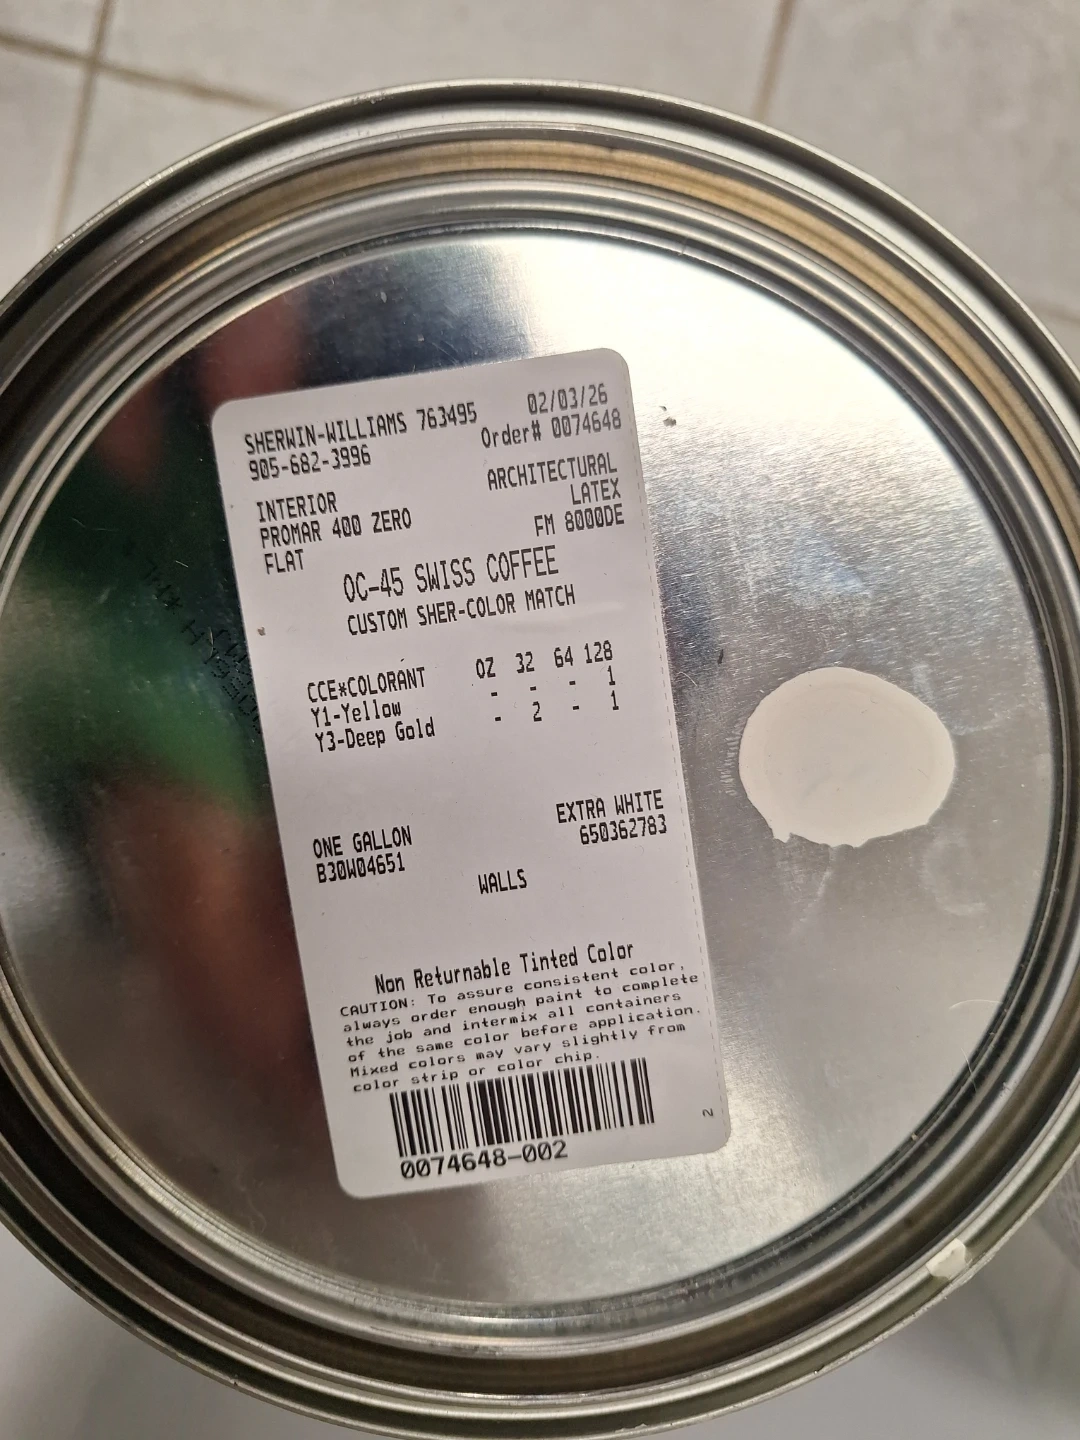 SHERWIN-WILLIAMS 763495 02/03/26
905-682-3996 Order# 0074648
INTERIOR ARCHITECTURAL
PROMAR 400 ZERO LATEX
FLAT FM 8000DE
OC-45 SWISS COFFEE
CUSTOM SHER-COLOR MATCH
CCE*COLORANT OZ 32 64 128
Y1-Yellow - - - 1
Y3-Deep Gold - 2 - 1
ONE GALLON EXTRA WHITE
B30W04651 650362783
WALLS
Non Returnable Tinted Color
CAUTION: To assure consistent color,
always order enough paint to complete
the job and intermix all containers
of the same color before application.
Mixed colors may vary slightly from
color strip or color chip.
0074648-002
2